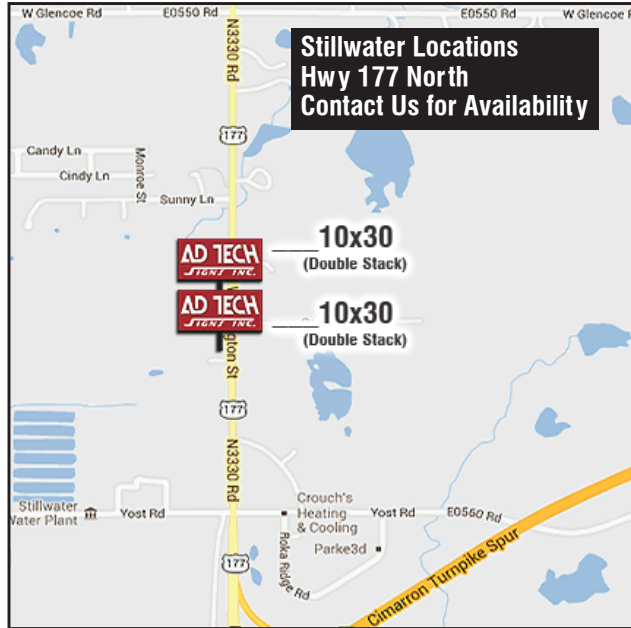 W Glencoe Rd
E0550 Rd
E0550 Rd
W Glencoe Rd
N3330 Rd
Stillwater Locations
Hwy 177 North
Contact Us for Availability
177
Candy Ln
Monroe St
Cindy Ln
Sunny Ln
AD TECH
SIGNS INC.
10x30
(Double Stack)
AD TECH
SIGNS INC.
10x30
(Double Stack)
gton St
177
N3330 Rd
Stillwater
Water Plant
Yost Rd
Crouch's
Heating
& Cooling
Yost Rd
E0560 Rd
Roka Ridge Rd
Parke3d
177
Cimarron Turnpike Spur